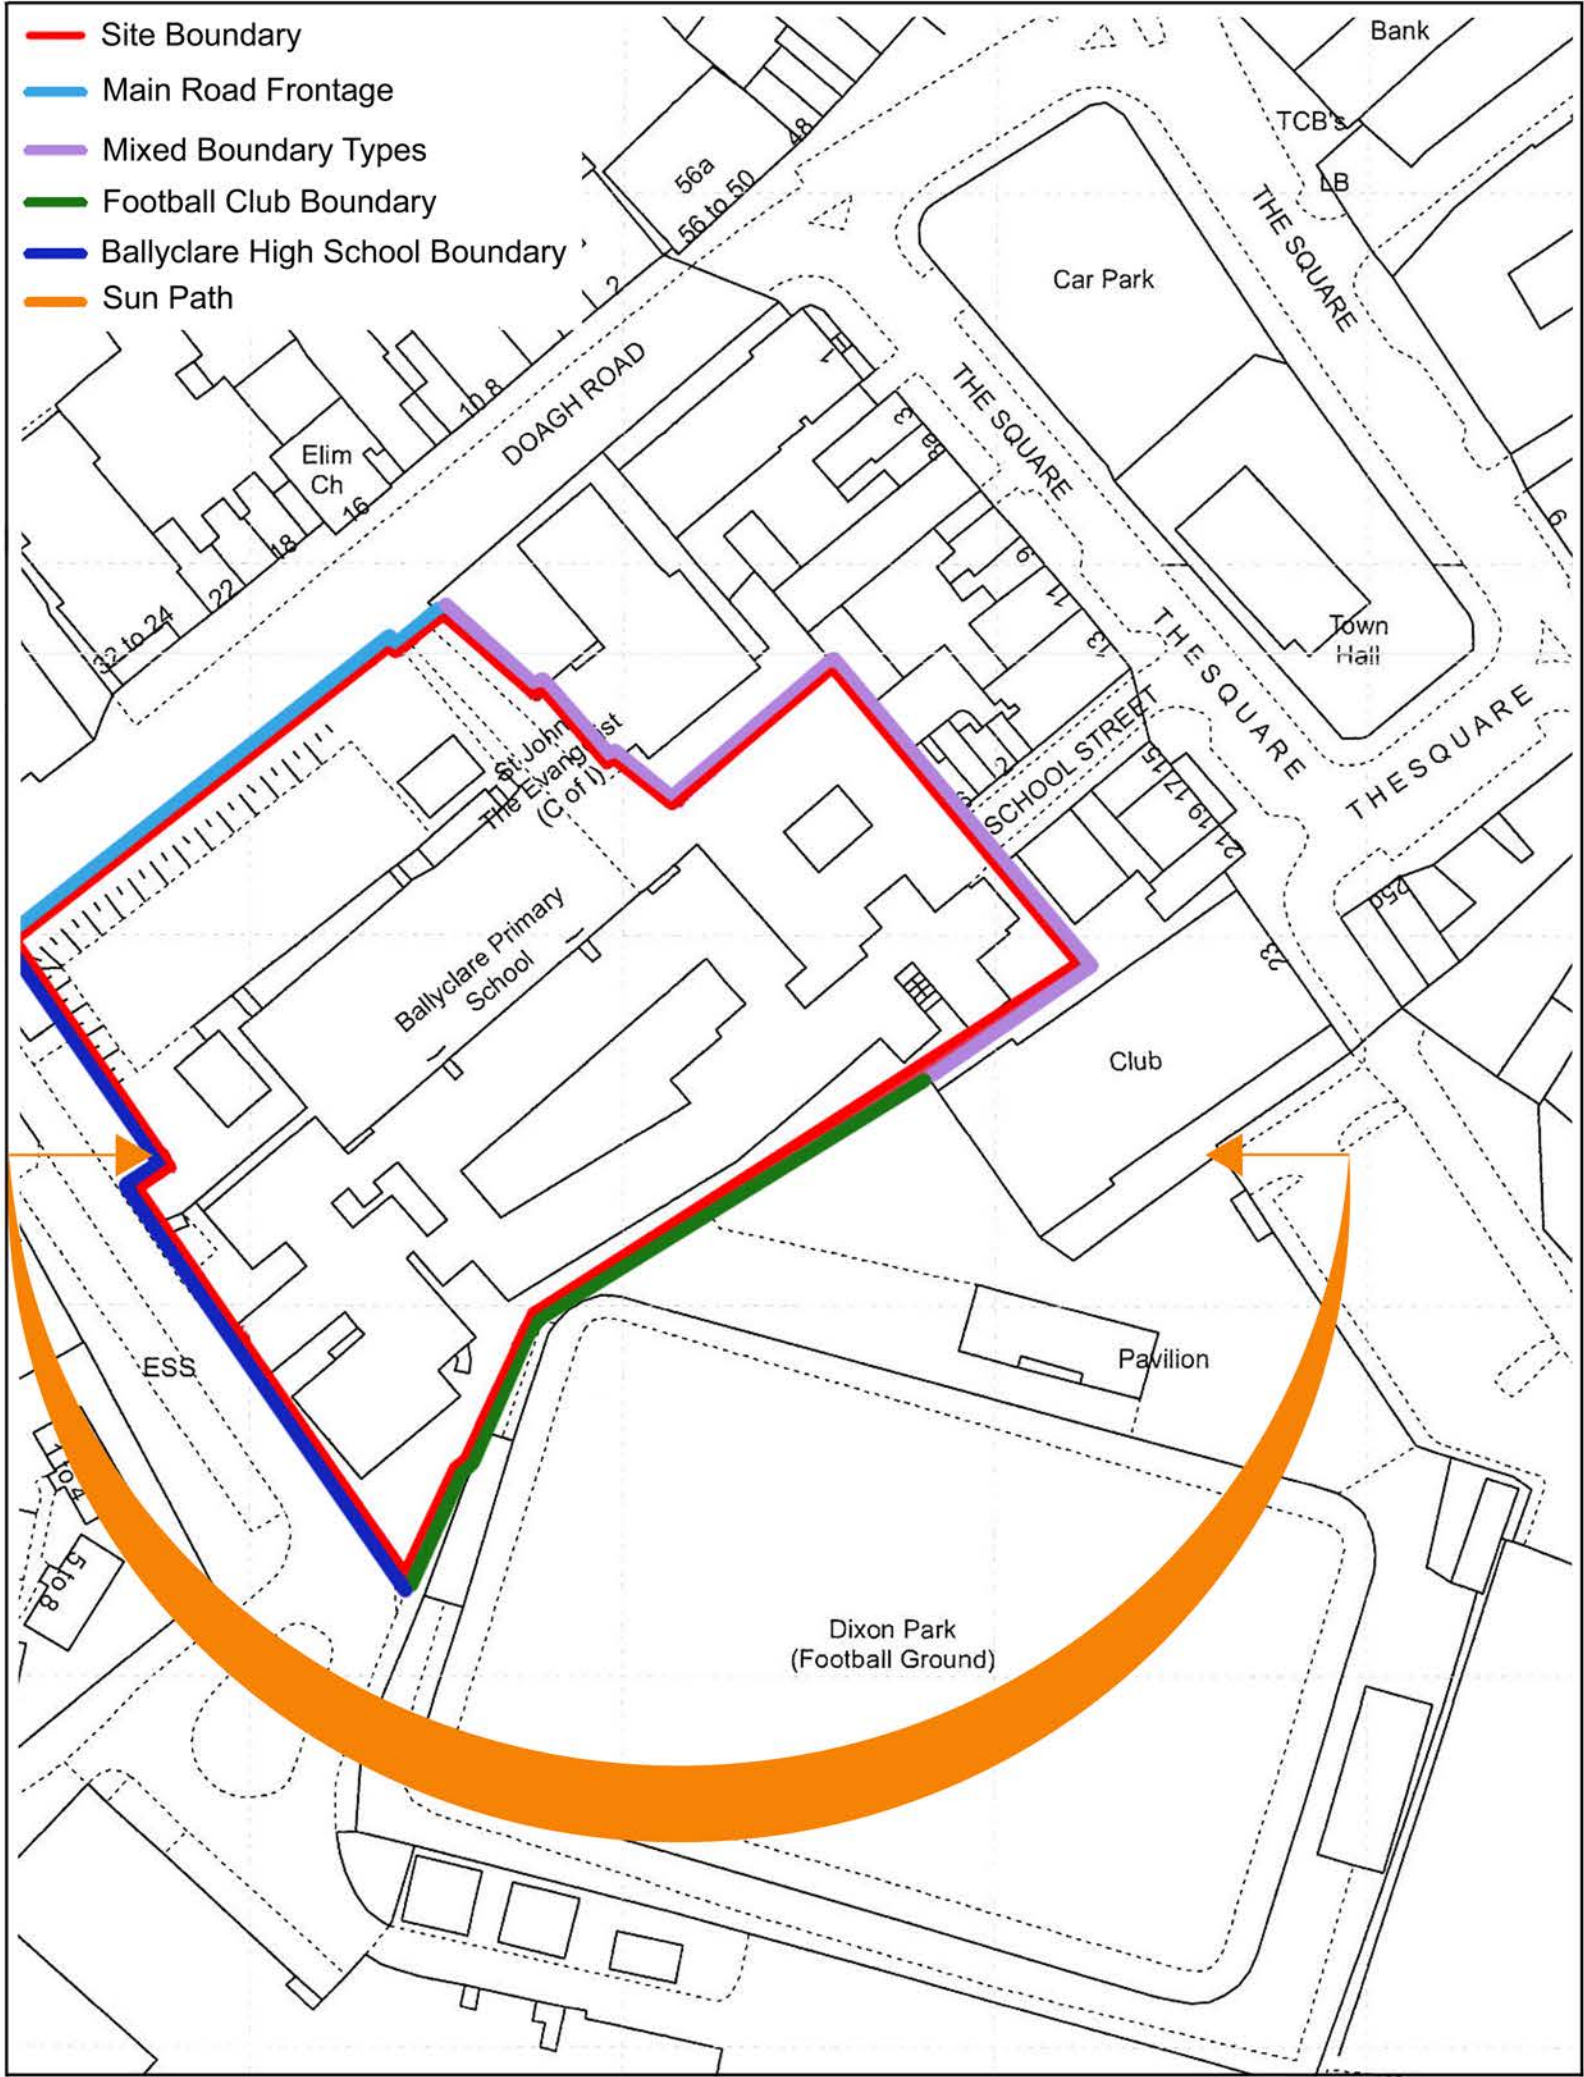 Site Boundary
Main Road Frontage
Mixed Boundary Types
Football Club Boundary
Ballyclare High School Boundary
Sun Path
Bank
TCB's
LB
48
56a
56 to 50
THE SQUARE
Car Park
2
1
DOAGH ROAD
THE SQUARE
10 8
3
3a
Elim
Ch
16
18
22
32 to 24
9
9
11
13
Town
Hall
THE SQUARE
THE SQUARE
SCHOOL STREET
2
15
17
19
21
23
25d
St John
The Evangelist
(C of I)
Ballyclare Primary
School
Club
ESS
Pavilion
1 to 4
5 to 8
Dixon Park
(Football Ground)